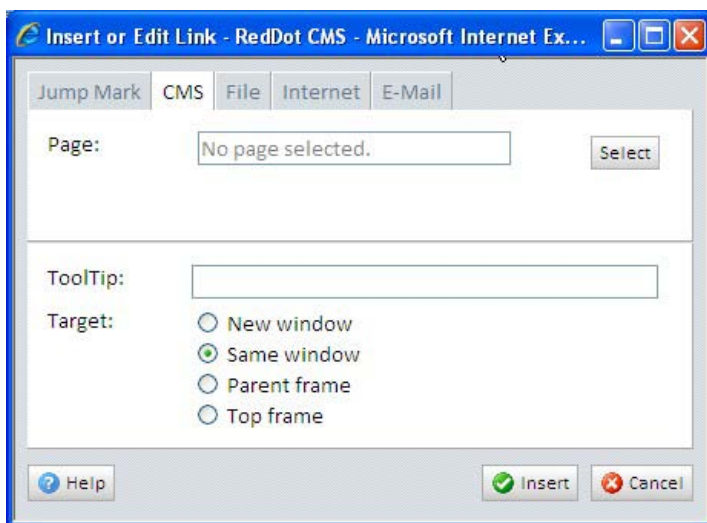 Insert or Edit Link - RedDot CMS - Microsoft Internet Ex...
Jump Mark CMS File Internet E-Mail
Page: No page selected. Select
ToolTip:
Target: New window
Same window
Parent frame
Top frame
Help Insert Cancel